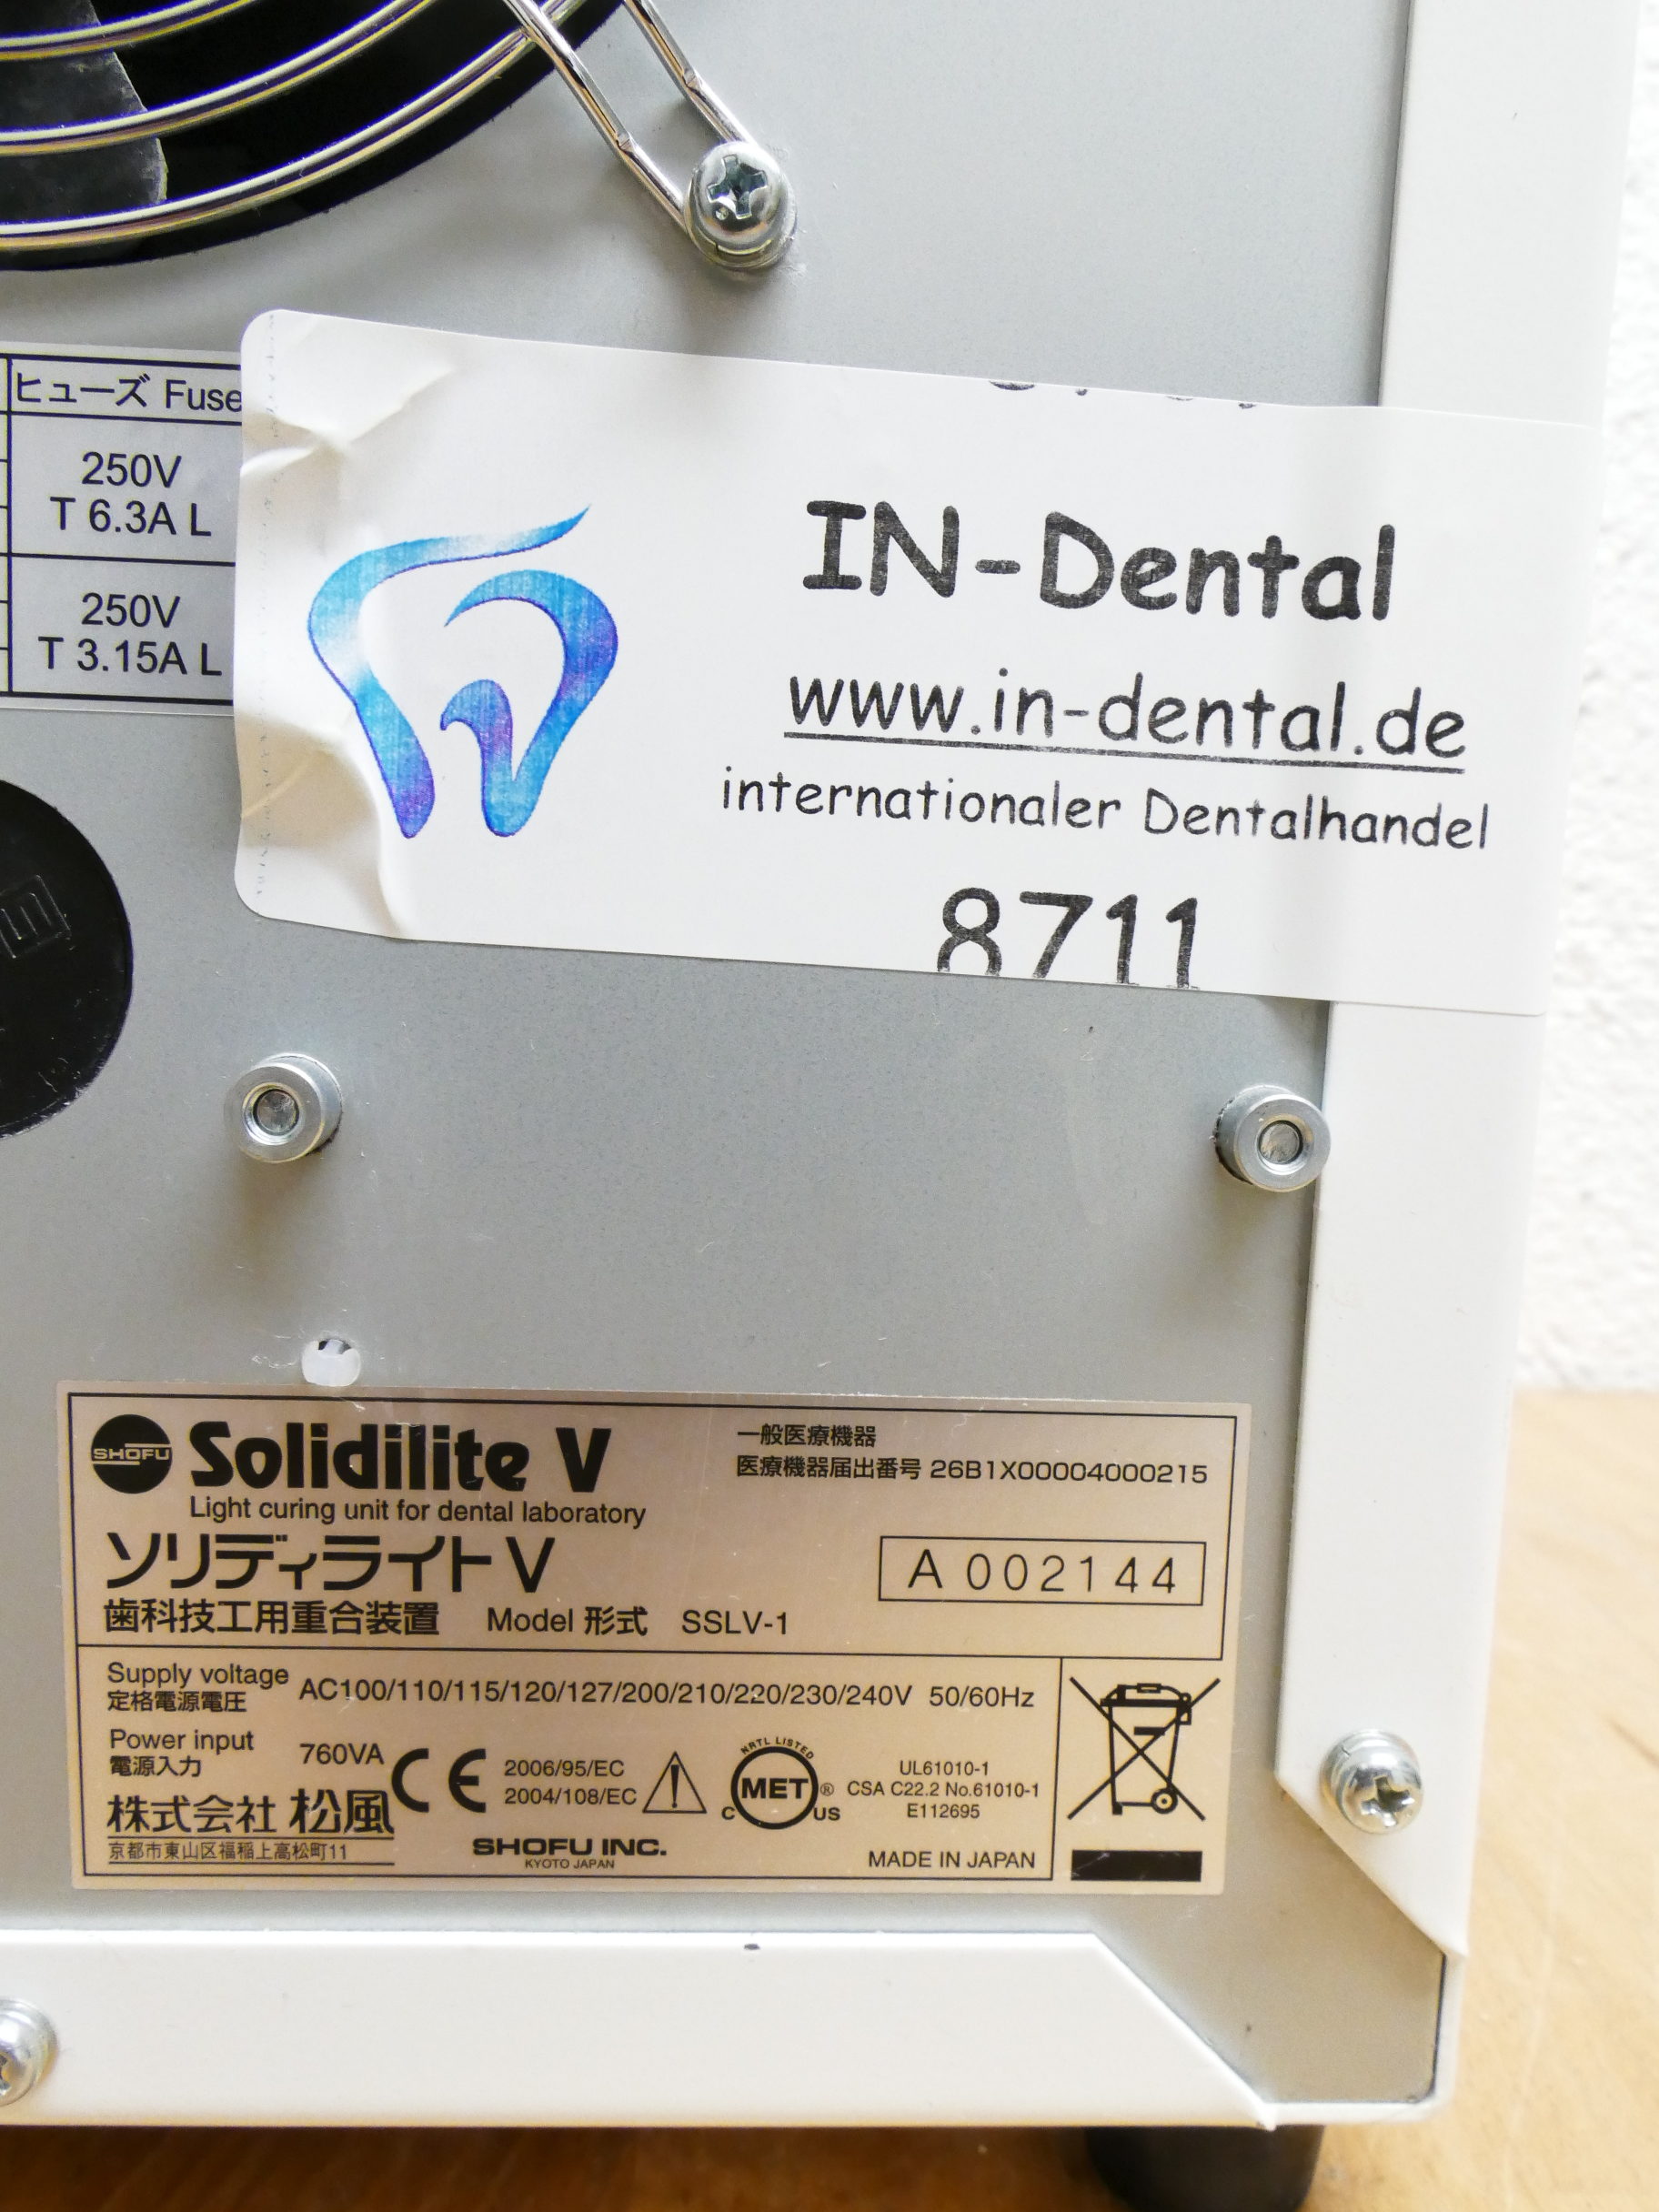 ヒューズ Fuse
250V
T 6.3A L
250V
T 3.15A L
IN-Dental
www.in-dental.de
internationaler Dentalhandel
8711
SHOFU Solidilite V
Light curing unit for dental laboratory
一般医療機器
医療機器届出番号 26B1X00004000215
ソリディライト V
歯科技工用重合装置 Model 形式 SSLV-1
A 002144
Supply voltage
定格電源電圧
AC100/110/115/120/127/200/210/220/230/240V 50/60Hz
Power input
電源入力
760VA
CE
2006/95/EC
2004/108/EC
NRTL LISTED
MET ®
C US
UL61010-1
CSA C22.2 No.61010-1
E112695
株式会社 松風
京都市東山区福稲上高松町11
SHOFU INC.
KYOTO JAPAN
MADE IN JAPAN